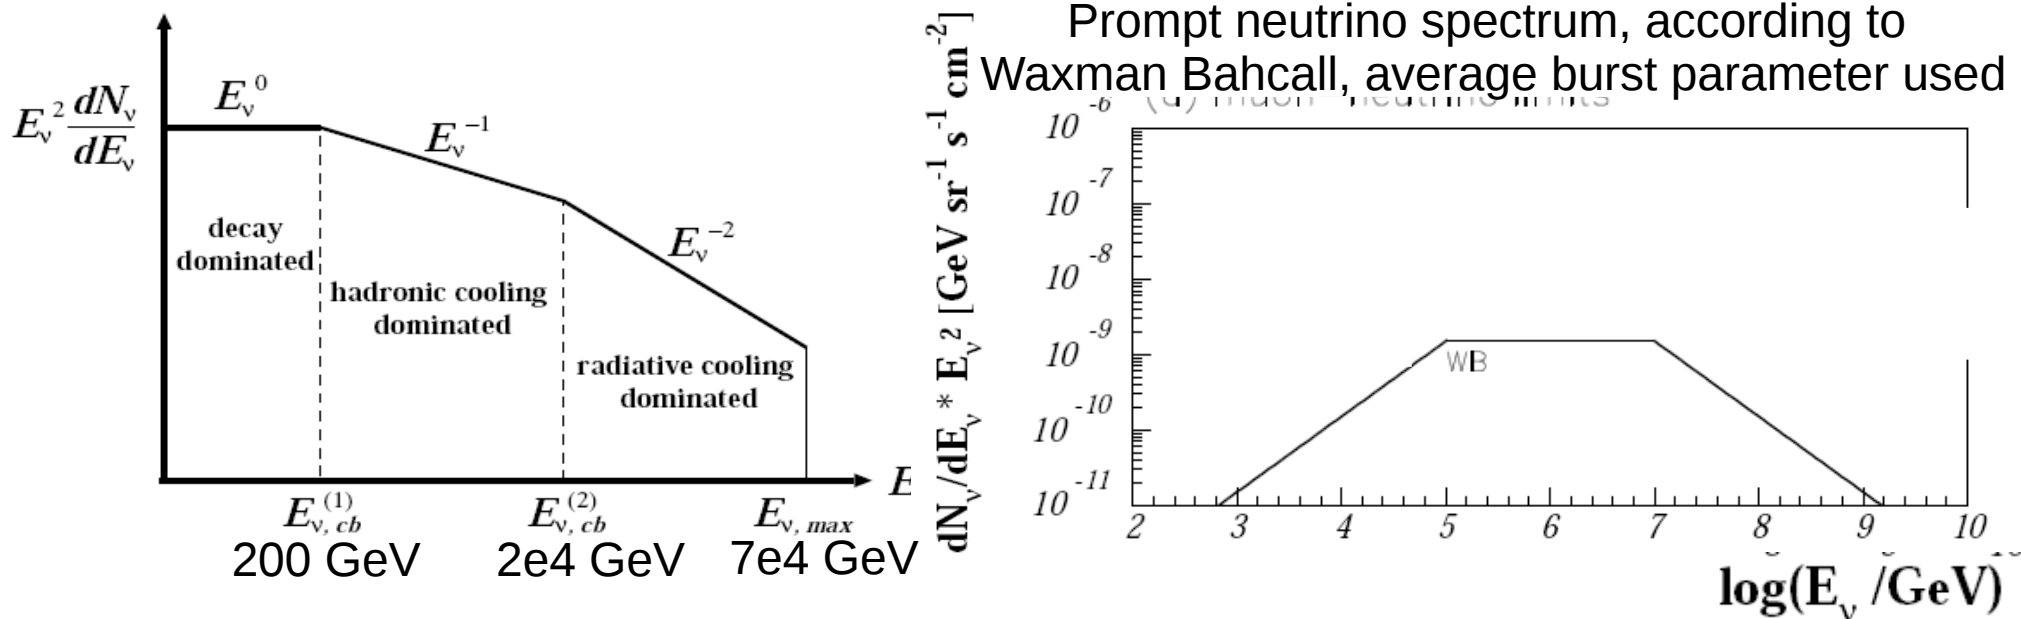 Prompt neutrino spectrum, according to
Waxman Bahcall, average burst parameter used
E_ν^2 dN_ν/dE_ν
E_ν^0
E_ν^-1
E_ν^-2
decay
dominated
hadronic cooling
dominated
radiative cooling
dominated
E
E_ν, cb^(1)
E_ν, cb^(2)
E_ν, max
200 GeV
2e4 GeV
7e4 GeV
dN_ν/dE_ν * E_ν^2 [GeV sr^-1 s^-1 cm^-2]
10^-6
10^-7
10^-8
10^-9
10^-10
10^-11
WB
2 3 4 5 6 7 8 9 10
log(E_ν /GeV)